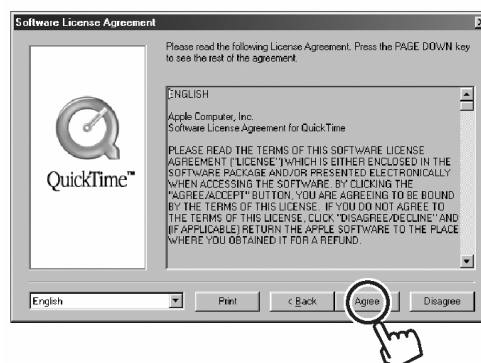 Software License Agreement
Please read the following License Agreement. Press the PAGE DOWN key
to see the rest of the agreement.
ENGLISH
Apple Computer, Inc.
Software License Agreement for QuickTime
PLEASE READ THE TERMS OF THIS SOFTWARE LICENSE
AGREEMENT ("LICENSE") WHICH IS EITHER ENCLOSED IN THE
SOFTWARE PACKAGE AND/OR PRESENTED ELECTRONICALLY
WHEN ACCESSING THE SOFTWARE. BY CLICKING THE
"AGREE/ACCEPT" BUTTON, YOU ARE AGREEING TO BE BOUND
BY THE TERMS OF THIS LICENSE. IF YOU DO NOT AGREE TO
THE TERMS OF THIS LICENSE, CLICK "DISAGREE/DECLINE" AND
(IF APPLICABLE) RETURN THE APPLE SOFTWARE TO THE PLACE
WHERE YOU OBTAINED IT FOR A REFUND.
QuickTime™
English
Print
< Back
Agree
Disagree